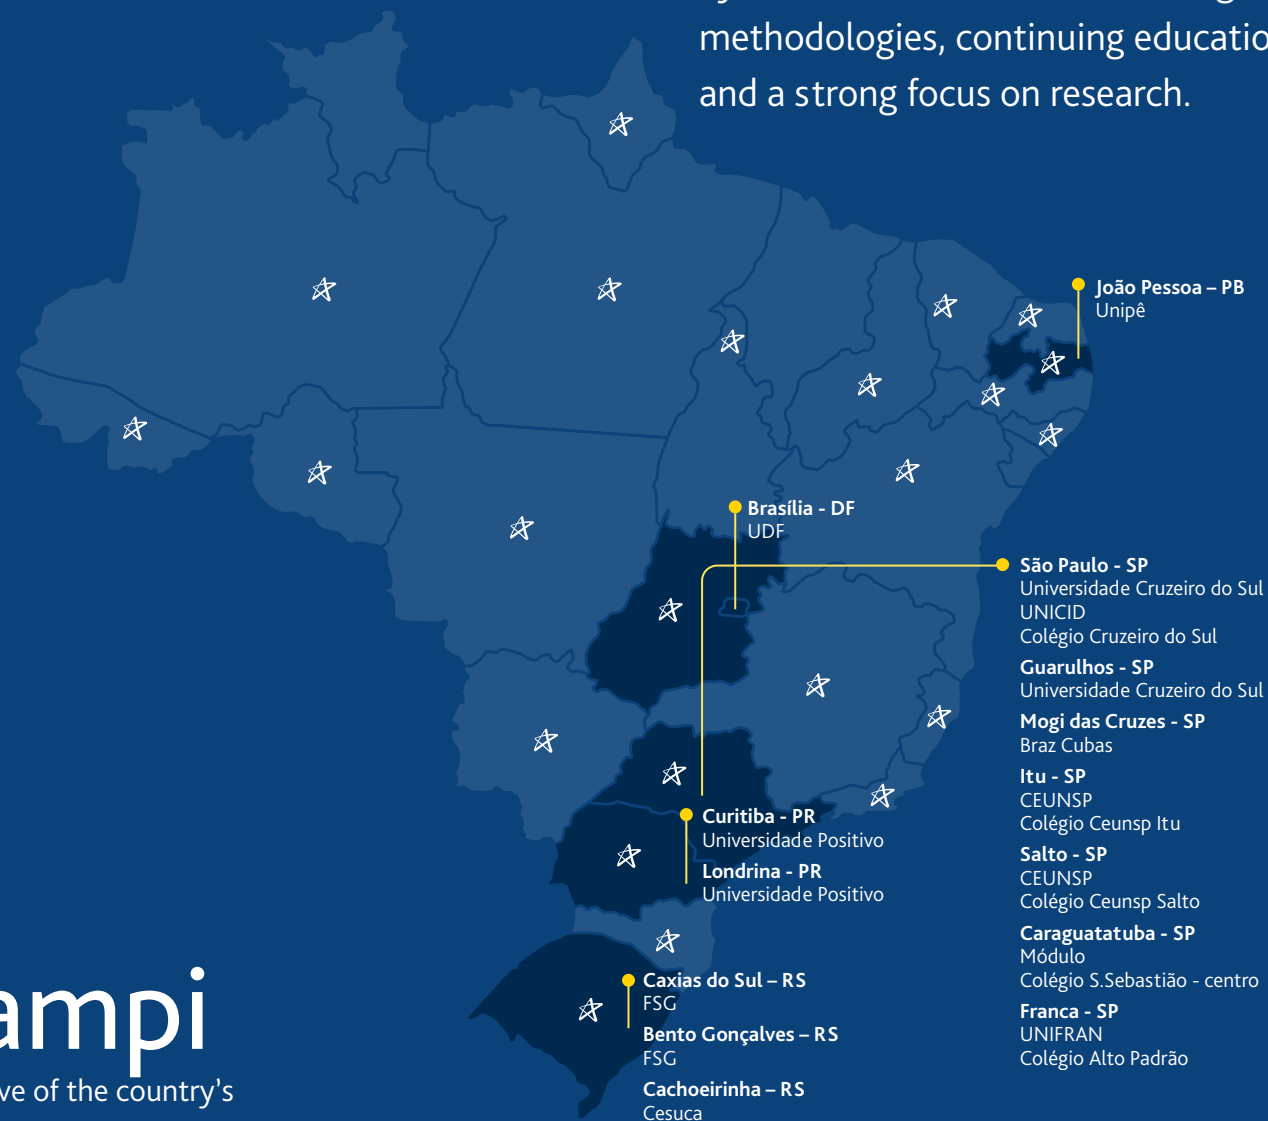 methodologies, continuing educatio
and a strong focus on research.
João Pessoa – PB
Unipê
Brasília - DF
UDF
São Paulo - SP
Universidade Cruzeiro do Sul
UNICID
Colégio Cruzeiro do Sul
Guarulhos - SP
Universidade Cruzeiro do Sul
Mogi das Cruzes - SP
Braz Cubas
Itu - SP
CEUNSP
Colégio Ceunsp Itu
Salto - SP
CEUNSP
Colégio Ceunsp Salto
Caraguatatuba - SP
Módulo
Colégio S.Sebastião - centro
Franca - SP
UNIFRAN
Colégio Alto Padrão
Curitiba - PR
Universidade Positivo
Londrina - PR
Universidade Positivo
Caxias do Sul – RS
FSG
Bento Gonçalves – RS
FSG
Cachoeirinha – RS
Cesuca
ampi
ve of the country's